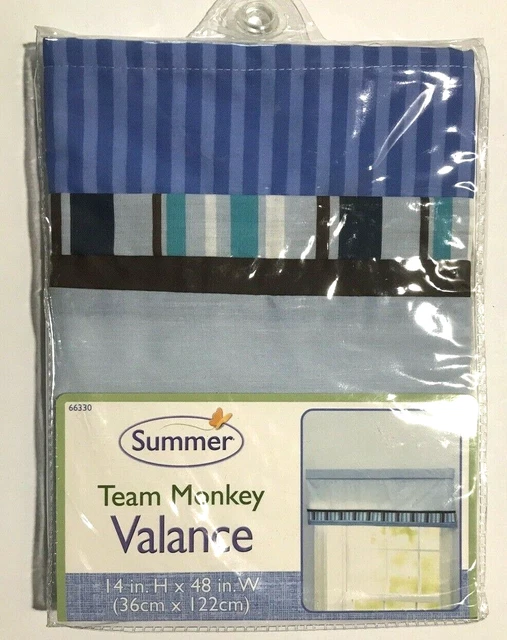 66330
Summer
Team Monkey
Valance
14 in. H x 48 in. W
(36cm x 122cm)